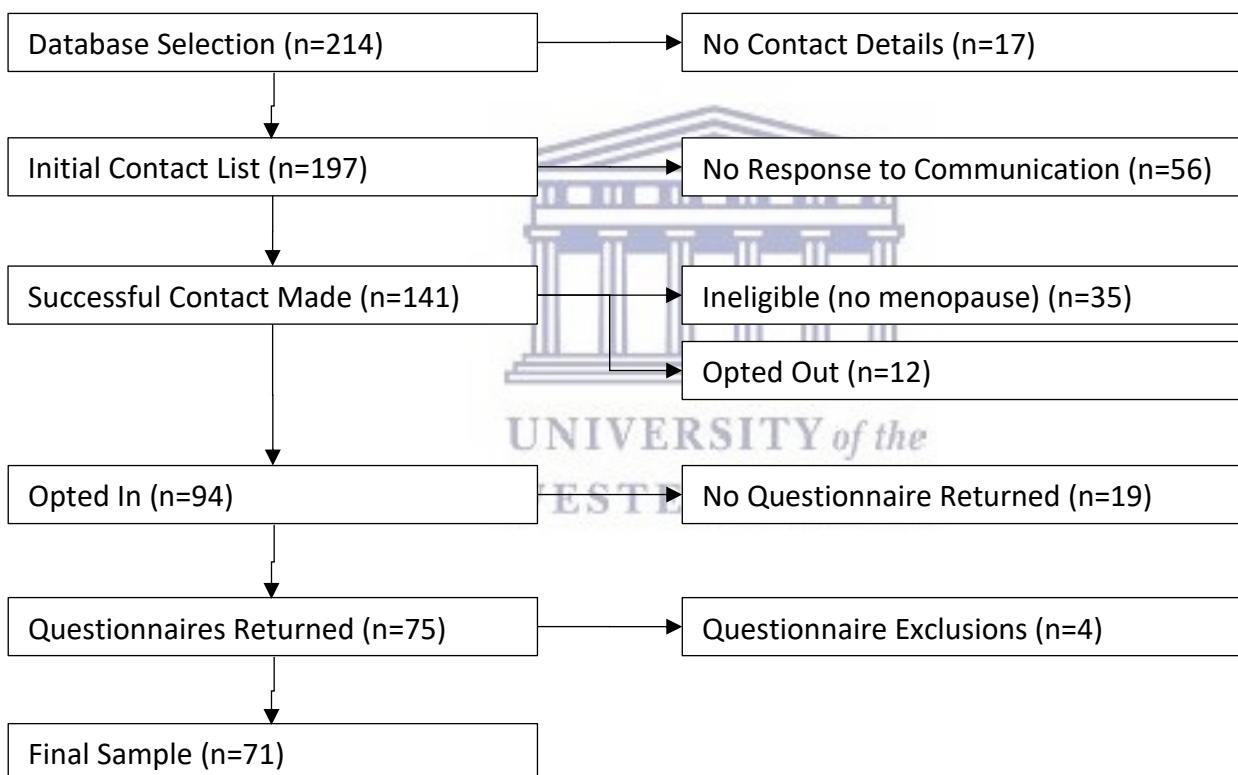 Database Selection (n=214)
No Contact Details (n=17)
Initial Contact List (n=197)
No Response to Communication (n=56)
Successful Contact Made (n=141)
Ineligible (no menopause) (n=35)
Opted Out (n=12)
UNIVERSITY of the
Opted In (n=94)
No Questionnaire Returned (n=19)
Questionnaires Returned (n=75)
Questionnaire Exclusions (n=4)
Final Sample (n=71)